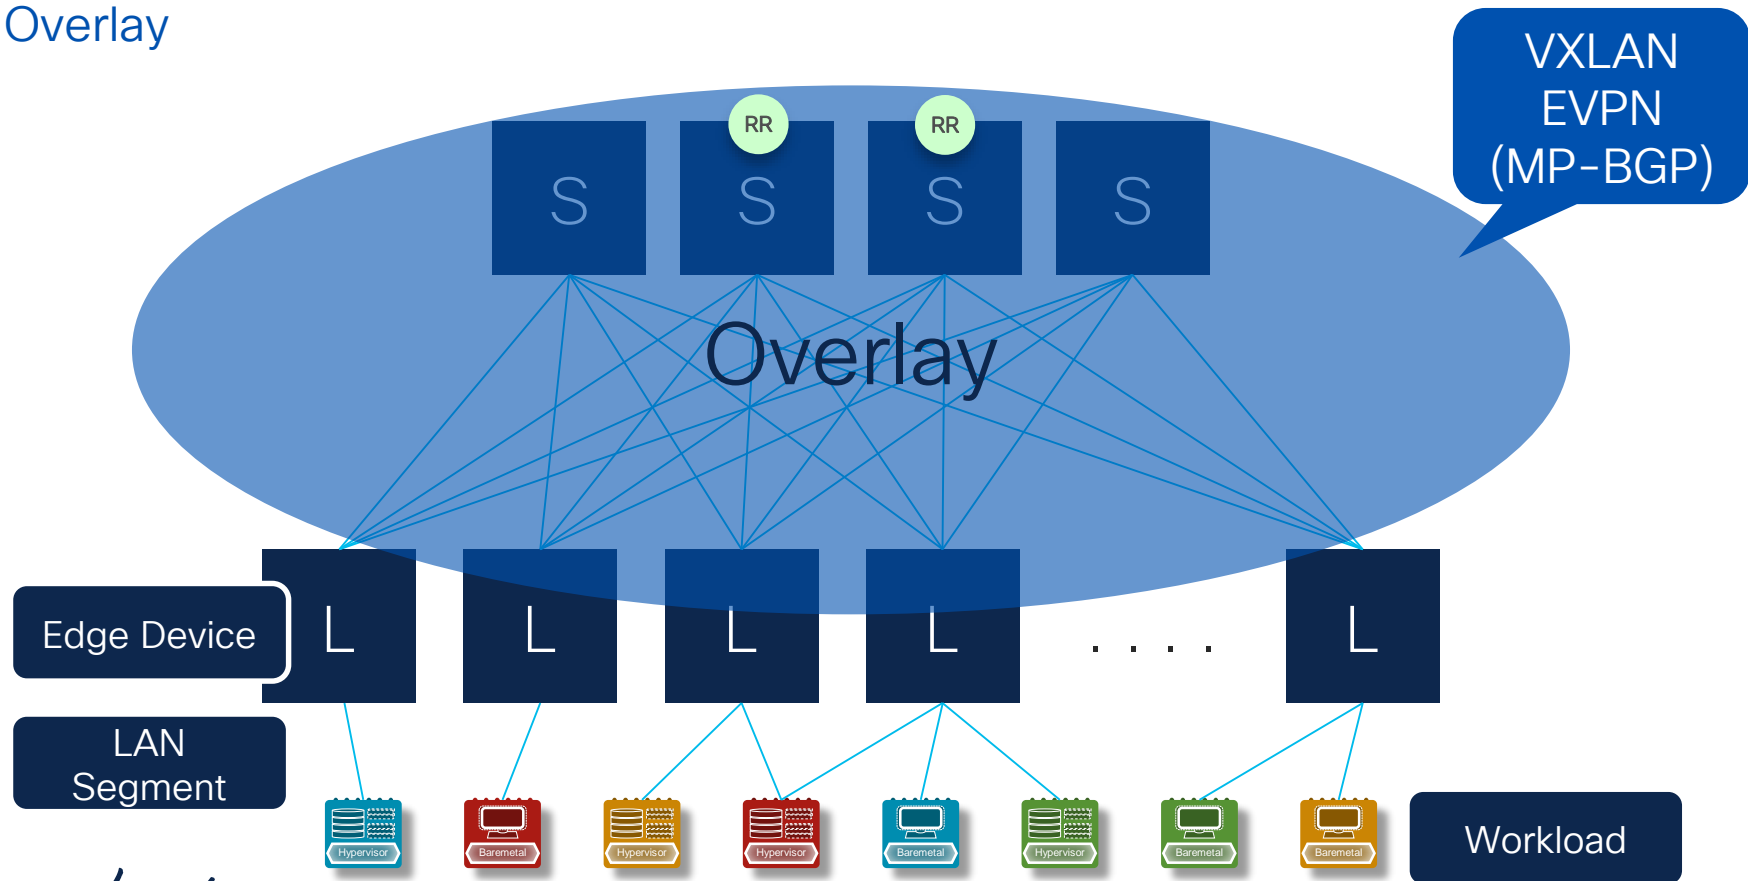 Overlay
VXLAN
EVPN
(MP-BGP)
RR
RR
S
S
S
S
Overlay
Edge Device
L
L
L
L
. . . .
L
LAN
Segment
Hypervisor
Baremetal
Hypervisor
Hypervisor
Baremetal
Hypervisor
Baremetal
Baremetal
Workload